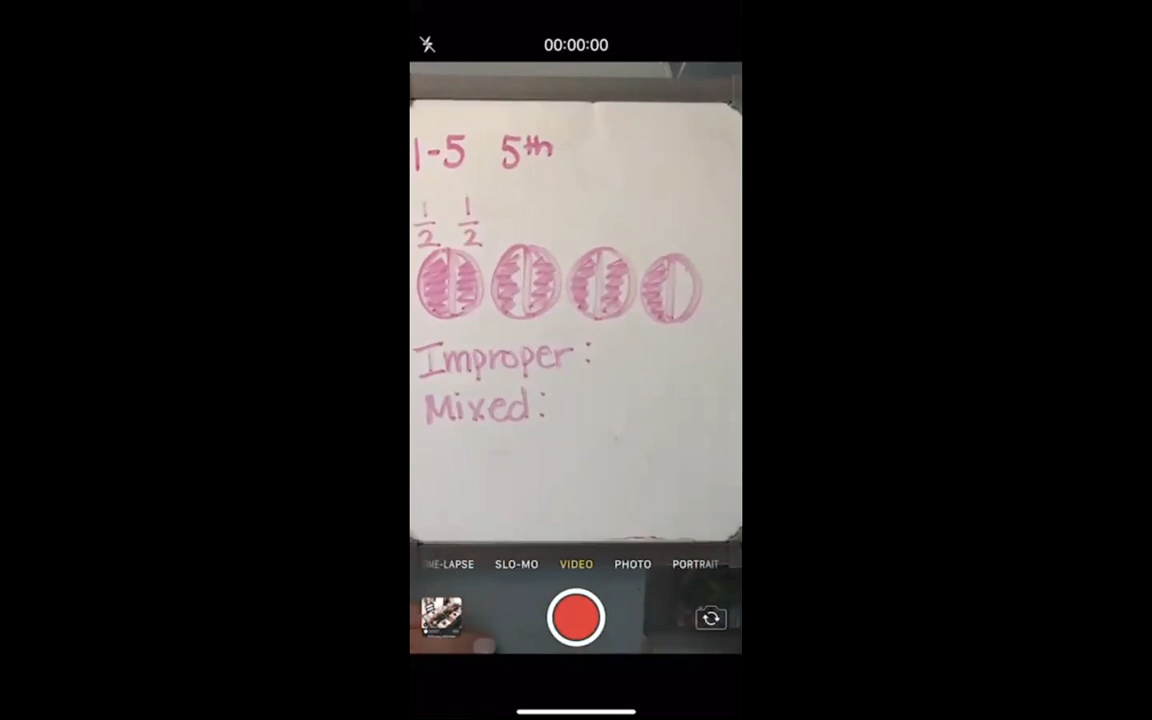 00:00:00
1-5 5th
1/2 1/2
Improper:
Mixed:
ME-LAPSE SLO-MO VIDEO PHOTO PORTRAIT